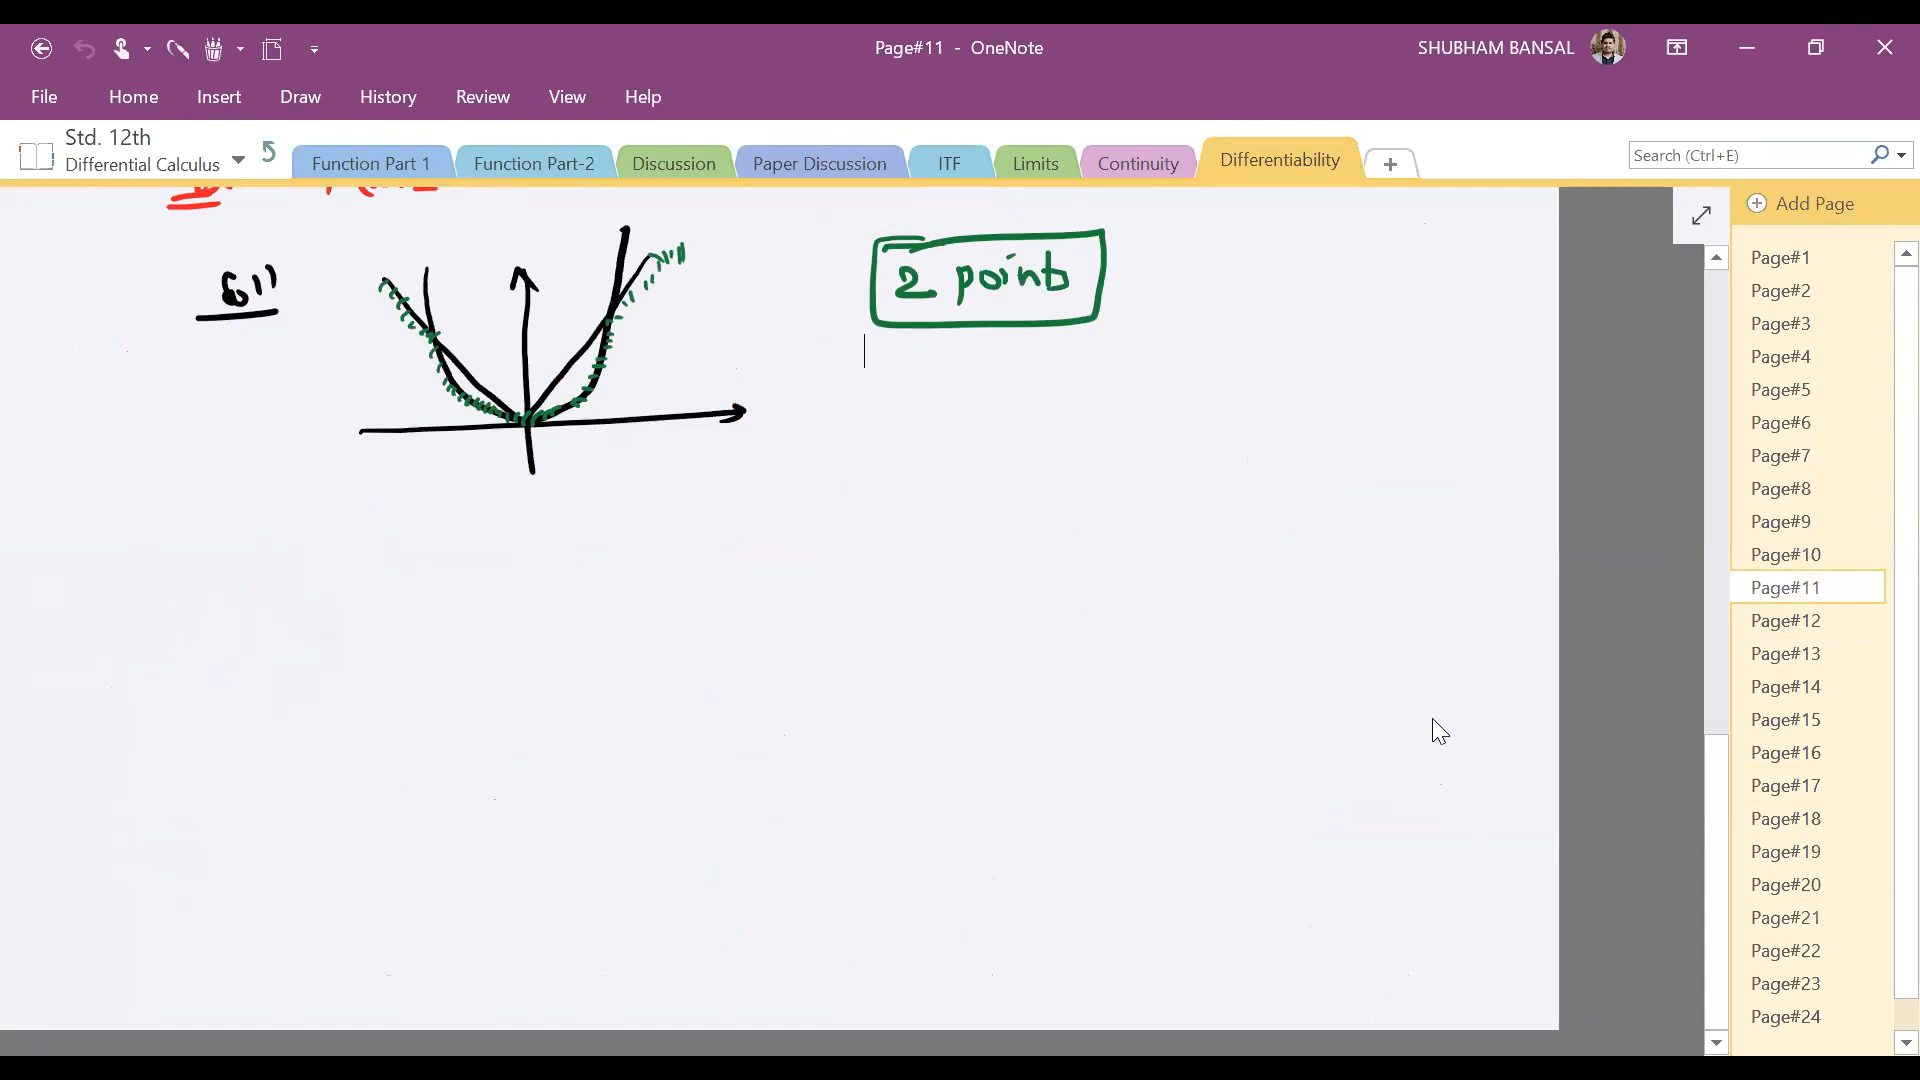 Page#11 - OneNote
SHUBHAM BANSAL
File Home Insert Draw History Review View Help
Std. 12th
Differential Calculus
Function Part 1
Function Part-2
Discussion
Paper Discussion
ITF
Limits
Continuity
Differentiability
Search (Ctrl+E)
Add Page
2 points
Page#1
Page#2
Page#3
Page#4
Page#5
Page#6
Page#7
Page#8
Page#9
Page#10
Page#11
Page#12
Page#13
Page#14
Page#15
Page#16
Page#17
Page#18
Page#19
Page#20
Page#21
Page#22
Page#23
Page#24